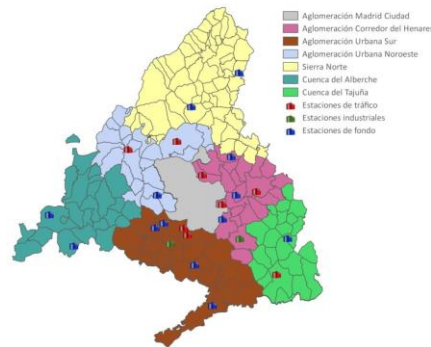 Aglomeración Madrid Ciudad
Aglomeración Corredor del Henares
Aglomeración Urbana Sur
Aglomeración Urbana Noroeste
Sierra Norte
Cuenca del Alberche
Cuenca del Tajuña
Estaciones de tráfico
Estaciones industriales
Estaciones de fondo